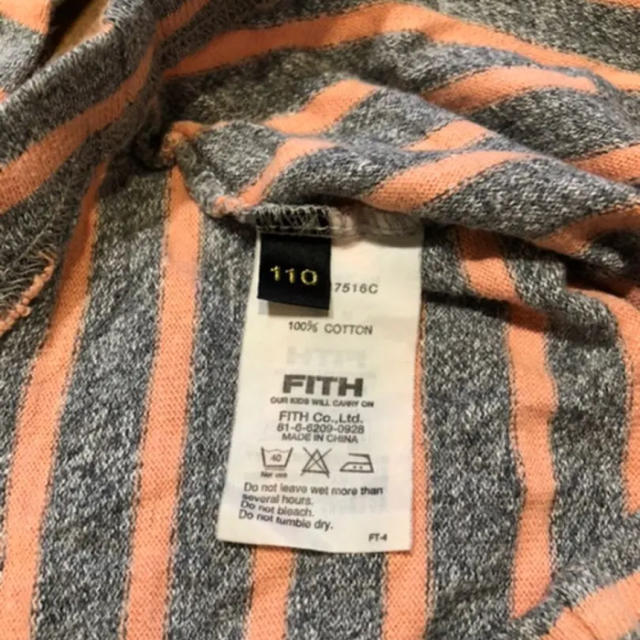 110
7516C
100% COTTON
FITH
OUR KIDS WILL CARRY ON
FITH Co.,Ltd.
81-6-6209-0928
MADE IN CHINA
40
Do not leave wet more than
several hours.
Do not bleach.
Do not tumble dry.
FT-4